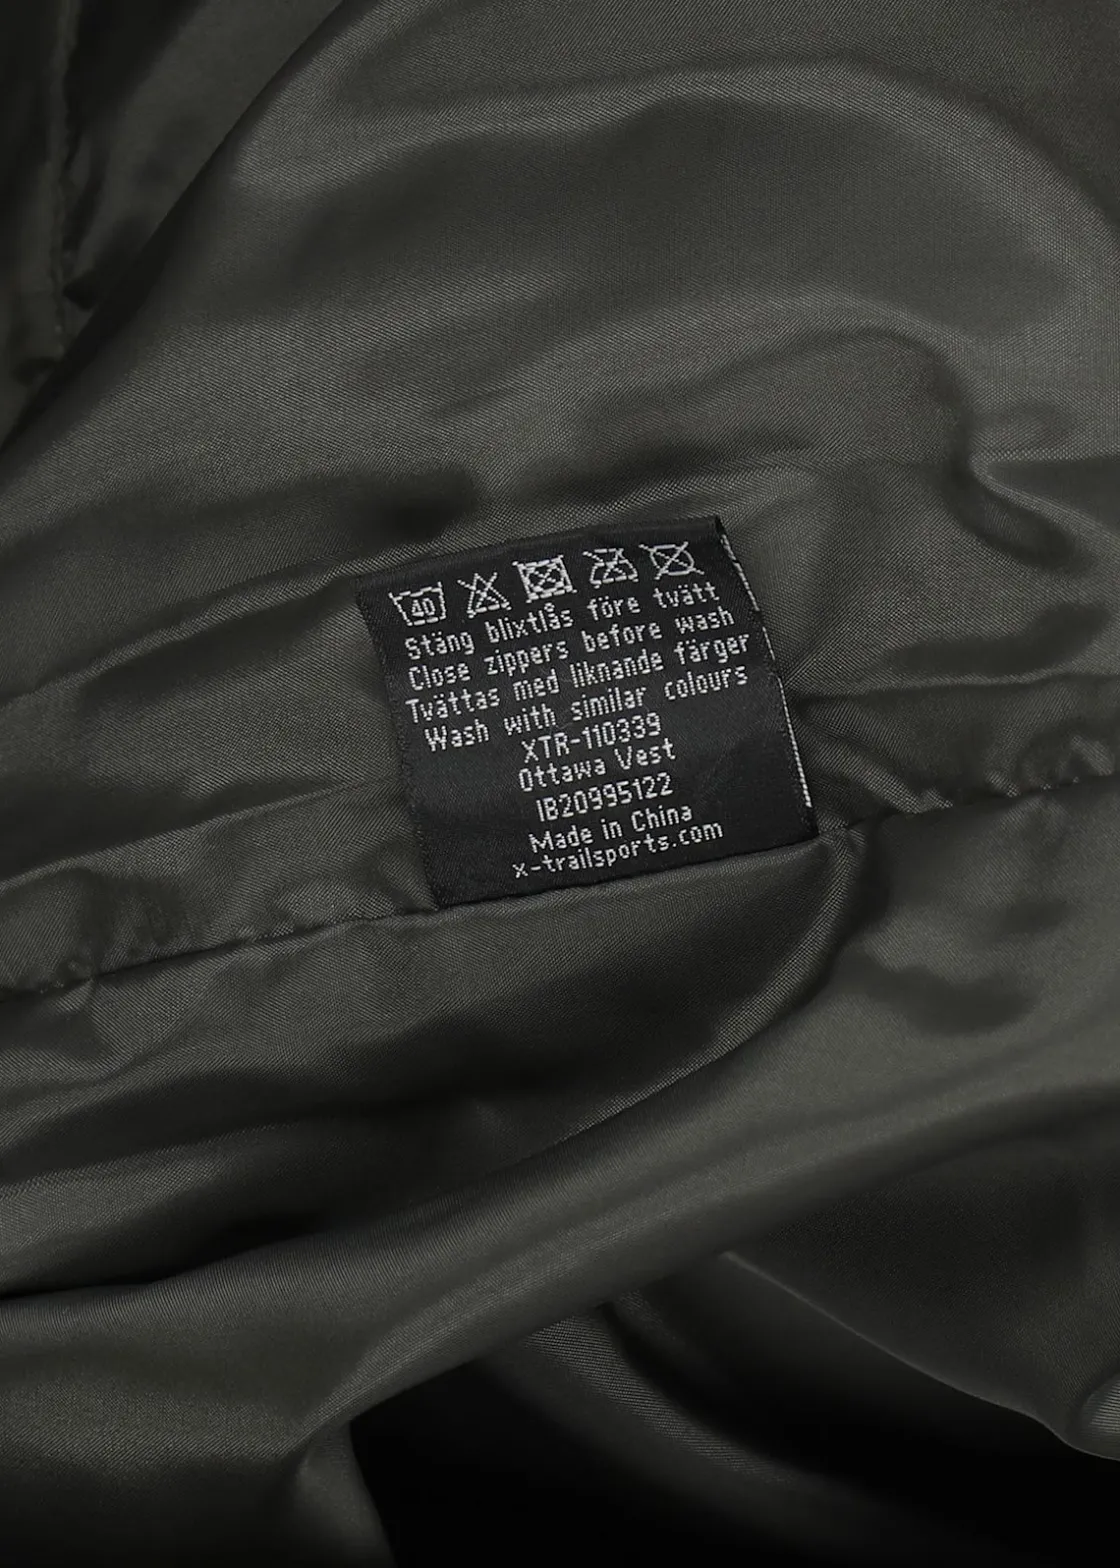 40
Stäng blixtlås före tvätt
Close zippers before wash
Tvättas med liknande färger
Wash with similar colours
XTR-110339
Ottawa Vest
IB20995122
Made in China
x-trailsports.com